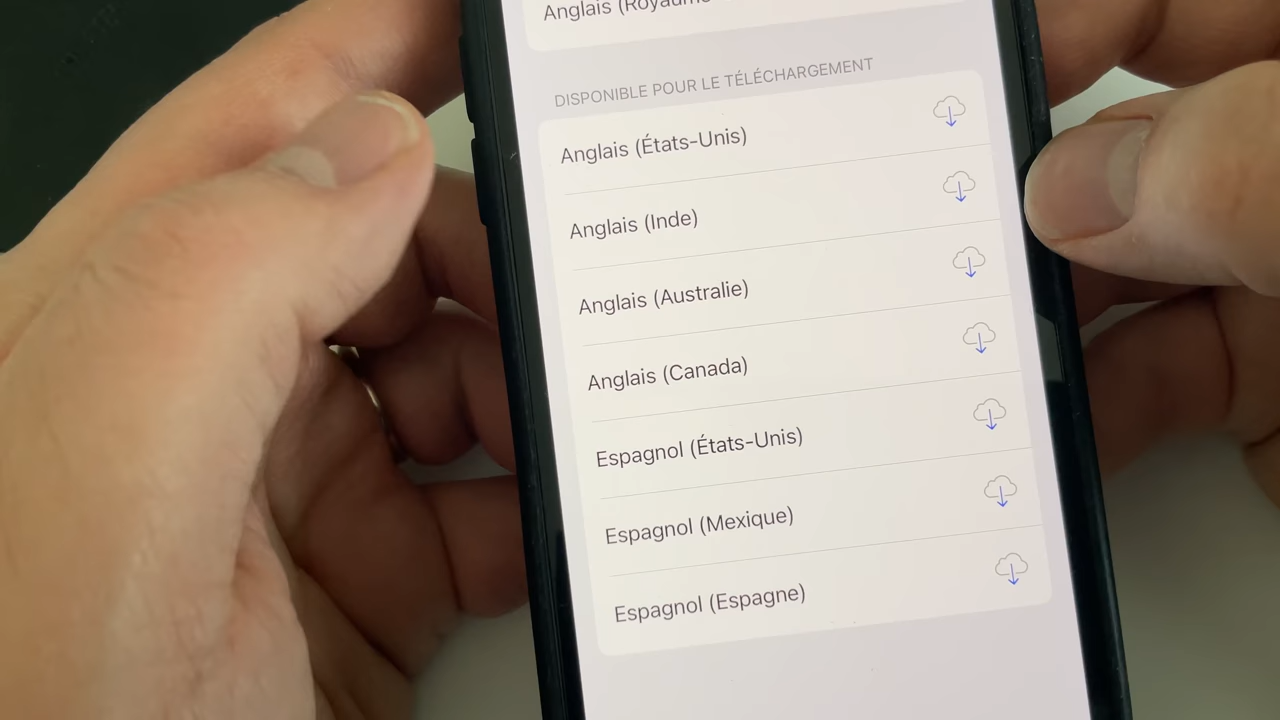 Anglais (Royaume
DISPONIBLE POUR LE TÉLÉCHARGEMENT
Anglais (États-Unis)
Anglais (Inde)
Anglais (Australie)
Anglais (Canada)
Espagnol (États-Unis)
Espagnol (Mexique)
Espagnol (Espagne)